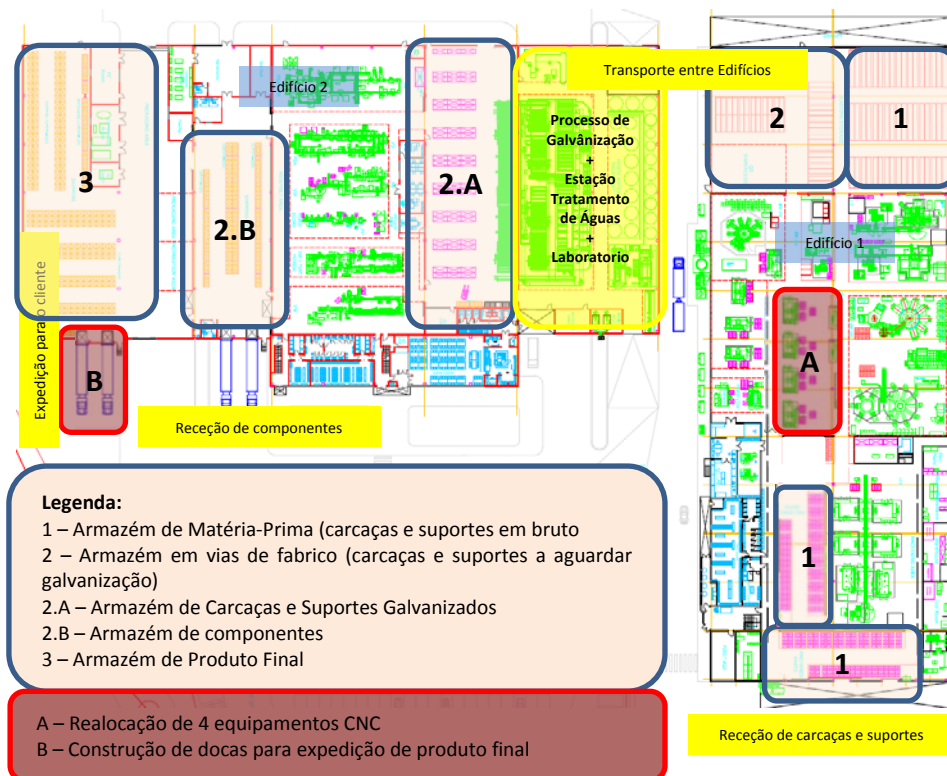 Transporte entre Edifícios
Edifício 2
2
1
Processo de
Galvânização
+
Estação
Tratamento
de Águas
+
Laboratorio
3
2.B
2.A
Edifício 1
Expedição para o cliente
B
A
Receção de componentes
Legenda:
1 – Armazém de Matéria-Prima (carcaças e suportes em bruto
2 – Armazém em vias de fabrico (carcaças e suportes a aguardar
galvanização)
2.A – Armazém de Carcaças e Suportes Galvanizados
2.B – Armazém de componentes
3 – Armazém de Produto Final
1
1
A – Realocação de 4 equipamentos CNC
B – Construção de docas para expedição de produto final
Receção de carcaças e suportes